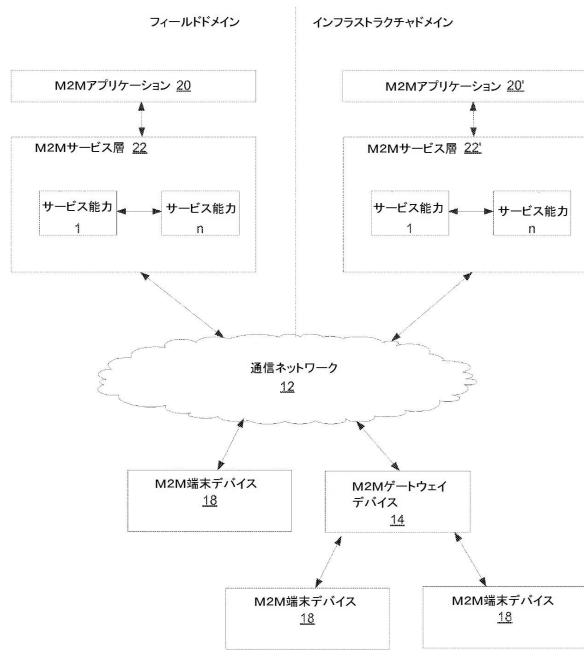 フィールドドメイン
インフラストラクチャドメイン
M2Mアプリケーション 20
M2Mアプリケーション 20'
M2Mサービス層 22
M2Mサービス層 22'
サービス能力
1
サービス能力
n
サービス能力
1
サービス能力
n
通信ネットワーク
12
M2M端末デバイス
18
M2Mゲートウェイ
デバイス
14
M2M端末デバイス
18
M2M端末デバイス
18